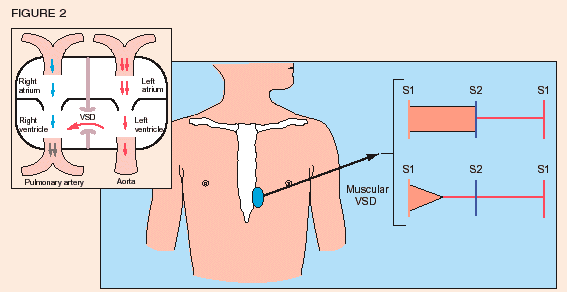 FIGURE 2
Right
atrium
Left
atrium
VSD
Right
ventricle
Left
ventricle
Pulmonary artery
Aorta
Muscular
VSD
S1 S2 S1
S1 S2 S1